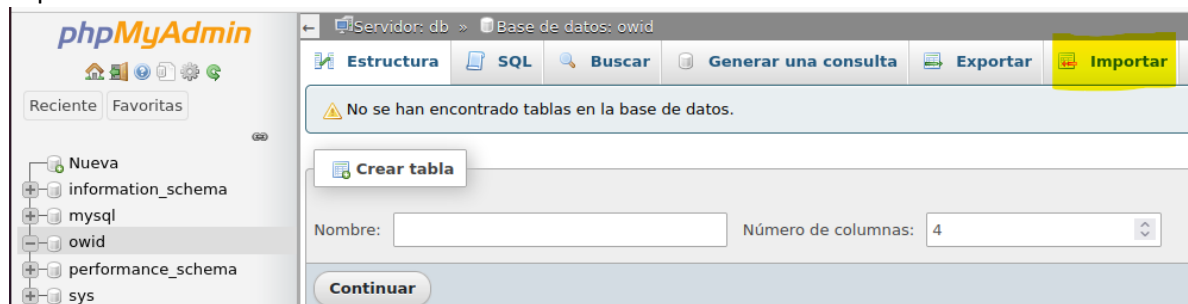 phpMyAdmin
Reciente Favoritas
Nueva
information_schema
mysql
owid
performance_schema
sys
Servidor: db » Base de datos: owid
Estructura SQL Buscar Generar una consulta Exportar Importar
No se han encontrado tablas en la base de datos.
Crear tabla
Nombre: Número de columnas: 4
Continuar